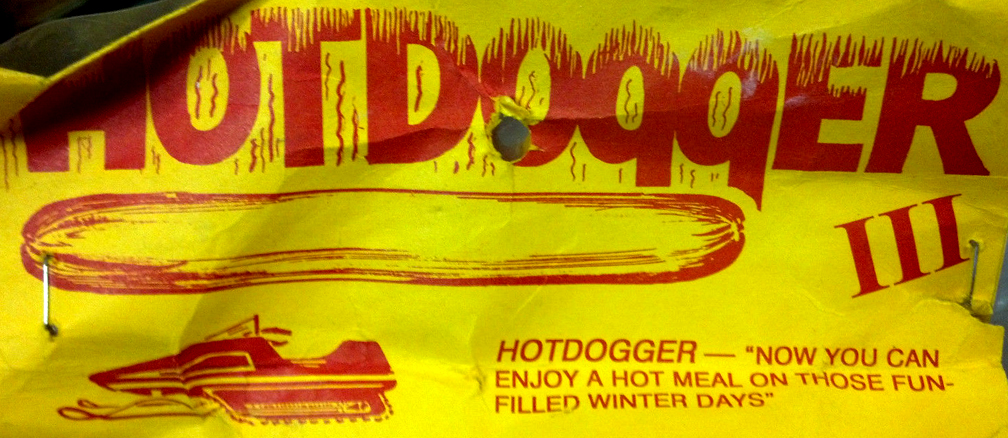 HOTDOGGER
III
HOTDOGGER — "NOW YOU CAN
ENJOY A HOT MEAL ON THOSE FUN-
FILLED WINTER DAYS"